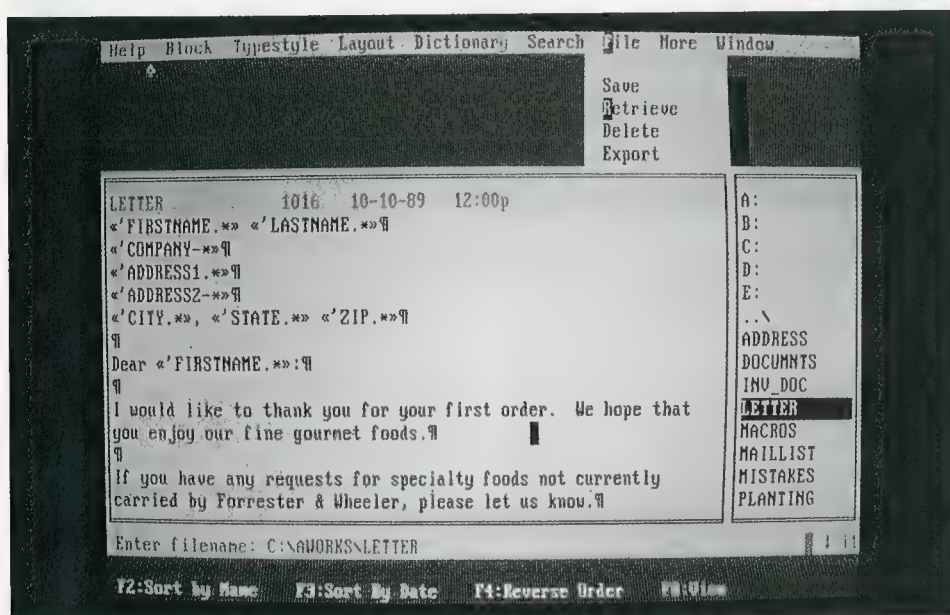 Help Block Typestyle Layout Dictionary Search File More Window
Save
Retrieve
Delete
Export
LETTER 1016 10-10-89 12:00p
«'FIRSTNAME.*» «'LASTNAME.*»¶
«'COMPANY-*»¶
«'ADDRESS1.*»¶
«'ADDRESS2-*»¶
«'CITY.*», «'STATE.*» «'ZIP.*»¶
¶
Dear «'FIRSTNAME.*»:¶
¶
I would like to thank you for your first order. We hope that
you enjoy our fine gourmet foods.¶
¶
If you have any requests for specialty foods not currently
carried by Forrester & Wheeler, please let us know.¶
A:
B:
C:
D:
E:
..\
ADDRESS
DOCUMNTS
INV_DOC
LETTER
MACROS
MAILLIST
MISTAKES
PLANTING
Enter filename: C:\AWORKS\LETTER
F2:Sort by Name F3:Sort By Date F4:Reverse Order